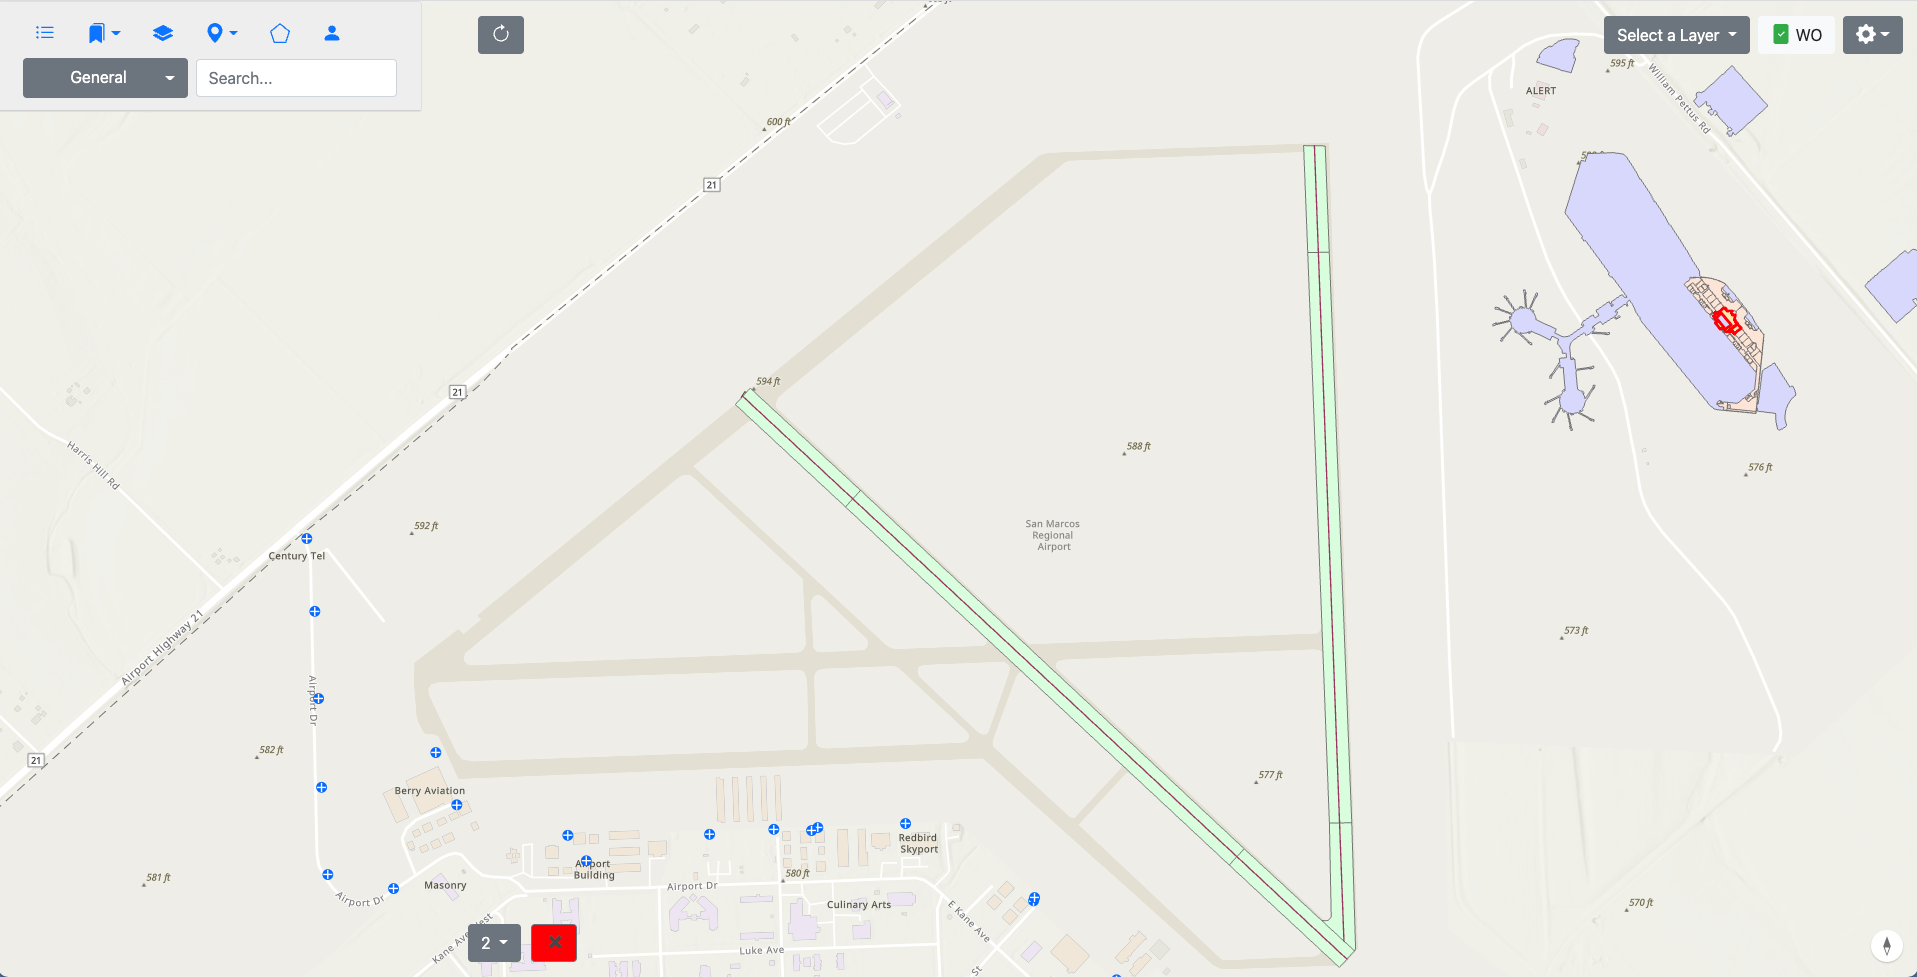 General
Search...
Select a Layer
WO
595 ft
ALERT
William Pettus Rd
600 ft
21
21
594 ft
588 ft
576 ft
Harris Hill Rd
San Marcos
Regional
Airport
592 ft
Century Tel
Airport Highway 21
573 ft
Airport Dr
582 ft
21
577 ft
Berry Aviation
Redbird
Skyport
Airport
Building
581 ft
Masonry
Airport Dr
Airport Dr
580 ft
Culinary Arts
E Kane Ave
570 ft
Luke Ave
2
St